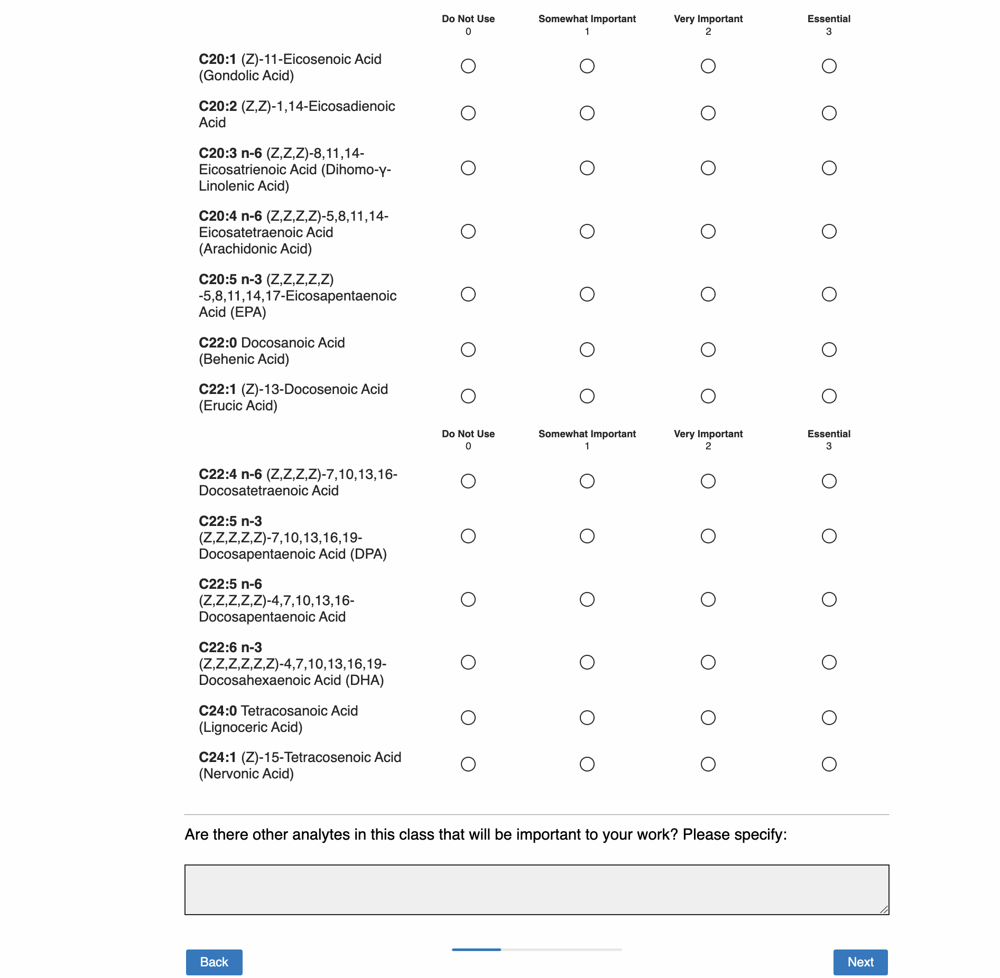 Do Not Use Somewhat Important Very Important Essential
0 1 2 3
C20:1 (Z)-11-Eicosenoic Acid
(Gondolic Acid)
C20:2 (Z,Z)-1,14-Eicosadienoic
Acid
C20:3 n-6 (Z,Z,Z)-8,11,14-
Eicosatrienoic Acid (Dihomo-γ-
Linolenic Acid)
C20:4 n-6 (Z,Z,Z,Z)-5,8,11,14-
Eicosatetraenoic Acid
(Arachidonic Acid)
C20:5 n-3 (Z,Z,Z,Z,Z)
-5,8,11,14,17-Eicosapentaenoic
Acid (EPA)
C22:0 Docosanoic Acid
(Behenic Acid)
C22:1 (Z)-13-Docosenoic Acid
(Erucic Acid)
Do Not Use Somewhat Important Very Important Essential
0 1 2 3
C22:4 n-6 (Z,Z,Z,Z)-7,10,13,16-
Docosatetraenoic Acid
C22:5 n-3
(Z,Z,Z,Z,Z)-7,10,13,16,19-
Docosapentaenoic Acid (DPA)
C22:5 n-6
(Z,Z,Z,Z,Z)-4,7,10,13,16-
Docosapentaenoic Acid
C22:6 n-3
(Z,Z,Z,Z,Z,Z)-4,7,10,13,16,19-
Docosahexaenoic Acid (DHA)
C24:0 Tetracosanoic Acid
(Lignoceric Acid)
C24:1 (Z)-15-Tetracosenoic Acid
(Nervonic Acid)
Are there other analytes in this class that will be important to your work? Please specify:
Back Next